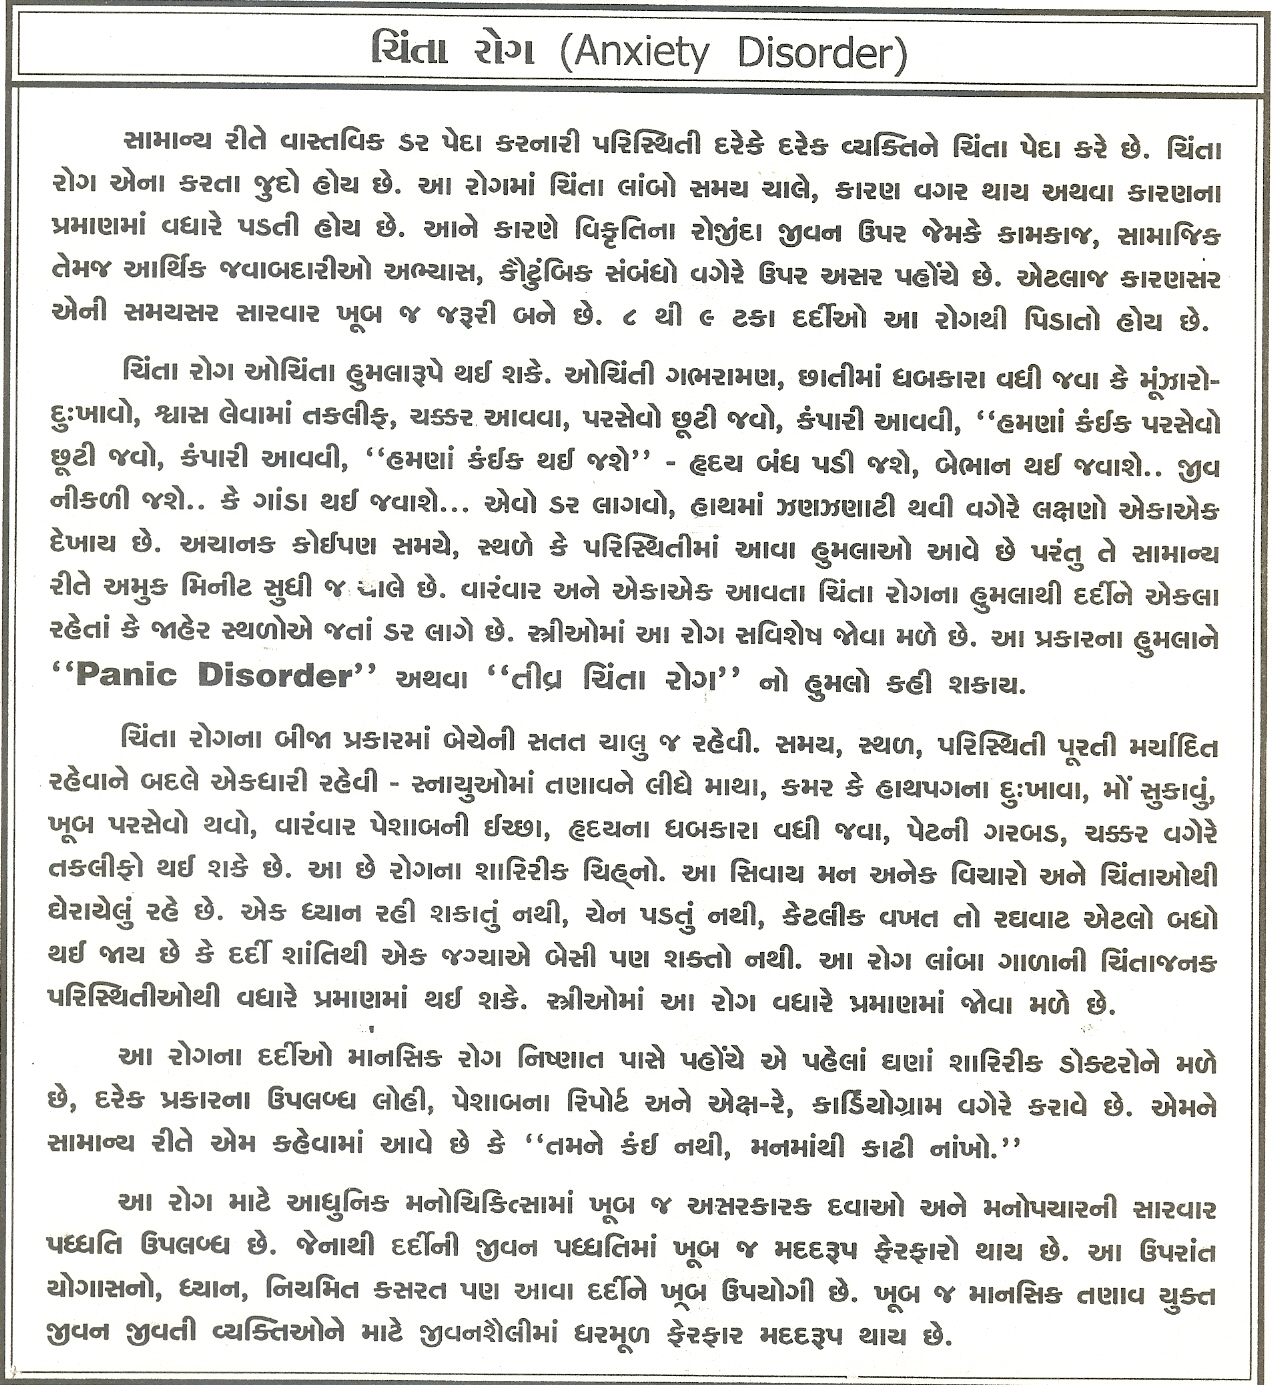 ચિંતા રોગ (Anxiety Disorder)
સામાન્ય રીતે વાસ્તવિક ડર પેદા કરનારી પરિસ્થિતી દરેકે દરેક વ્યક્તિને ચિંતા પેદા કરે છે. ચિંતા
રોગ એના કરતા જુદો હોય છે. આ રોગમાં ચિંતા લાંબો સમય ચાલે, કારણ વગર થાય અથવા કારણના
પ્રમાણમાં વધારે પડતી હોય છે. આને કારણે વિકૃતિના રોજીંદા જીવન ઉપર જેમકે કામકાજ, સામાજિક
તેમજ આર્થિક જવાબદારીઓ અભ્યાસ, કૌટુંબિક સંબંધો વગેરે ઉપર અસર પહોંચે છે. એટલાજ કારણસર
એની સમયસર સારવાર ખૂબ જ જરૂરી બને છે. ૮ થી ૯ ટકા દર્દીઓ આ રોગથી પિડાતો હોય છે.
ચિંતા રોગ ઓચિંતા હુમલારૂપે થઈ શકે. ઓચિંતી ગભરામણ, છાતીમાં ધબકારા વધી જવા કે મૂંઝારો-
દુઃખાવો, શ્વાસ લેવામાં તકલીફ, ચક્કર આવવા, પરસેવો છૂટી જવો, કંપારી આવવી, ‘‘હમણાં કંઈક પરસેવો
છૂટી જવો, કંપારી આવવી, ‘‘હમણાં કંઈક થઈ જશે’’ - હૃદય બંધ પડી જશે, બેભાન થઈ જવાશે.. જીવ
નીકળી જશે.. કે ગાંડા થઈ જવાશે... એવો ડર લાગવો, હાથમાં ઝણઝણાટી થવી વગેરે લક્ષણો એકાએક
દેખાય છે. અચાનક કોઈપણ સમયે, સ્થળે કે પરિસ્થિતીમાં આવા હુમલાઓ આવે છે પરંતુ તે સામાન્ય
રીતે અમુક મિનીટ સુધી જ ચાલે છે. વારંવાર અને એકાએક આવતા ચિંતા રોગના હુમલાથી દર્દીને એકલા
રહેતાં કે જાહેર સ્થળોએ જતાં ડર લાગે છે. સ્ત્રીઓમાં આ રોગ સવિશેષ જોવા મળે છે. આ પ્રકારના હુમલાને
‘‘Panic Disorder’’ અથવા ‘‘તીવ્ર ચિંતા રોગ’’ નો હુમલો કહી શકાય.
ચિંતા રોગના બીજા પ્રકારમાં બેચેની સતત ચાલુ જ રહેવી. સમય, સ્થળ, પરિસ્થિતી પૂરતી મર્યાદિત
રહેવાને બદલે એકધારી રહેવી - સ્નાયુઓમાં તણાવને લીધે માથા, કમર કે હાથપગના દુઃખાવા, મોં સુકાવું,
ખૂબ પરસેવો થવો, વારંવાર પેશાબની ઈચ્છા, હૃદયના ધબકારા વધી જવા, પેટની ગરબડ, ચક્કર વગેરે
તકલીફો થઈ શકે છે. આ છે રોગના શારિરીક ચિહ્નો. આ સિવાય મન અનેક વિચારો અને ચિંતાઓથી
ઘેરાયેલું રહે છે. એક ધ્યાન રહી શકાતું નથી, ચેન પડતું નથી, કેટલીક વખત તો રઘવાટ એટલો બધો
થઈ જાય છે કે દર્દી શાંતિથી એક જગ્યાએ બેસી પણ શક્તો નથી. આ રોગ લાંબા ગાળાની ચિંતાજનક
પરિસ્થિતીઓથી વધારે પ્રમાણમાં થઈ શકે. સ્ત્રીઓમાં આ રોગ વધારે પ્રમાણમાં જોવા મળે છે.
આ રોગના દર્દીઓ માનસિક રોગ નિષ્ણાત પાસે પહોંચે એ પહેલાં ઘણાં શારિરીક ડોક્ટરોને મળે
છે, દરેક પ્રકારના ઉપલબ્ધ લોહી, પેશાબના રિપોર્ટ અને એક્ષ-રે, કાર્ડિયોગ્રામ વગેરે કરાવે છે. એમને
સામાન્ય રીતે એમ કહેવામાં આવે છે કે ‘‘તમને કંઈ નથી, મનમાંથી કાઢી નાંખો.’’
આ રોગ માટે આધુનિક મનોચિકિત્સામાં ખૂબ જ અસરકારક દવાઓ અને મનોપચારની સારવાર
પધ્ધતિ ઉપલબ્ધ છે. જેનાથી દર્દીની જીવન પધ્ધતિમાં ખૂબ જ મદદરૂપ ફેરફારો થાય છે. આ ઉપરાંત
યોગાસનો, ધ્યાન, નિયમિત કસરત પણ આવા દર્દીને ખૂબ ઉપયોગી છે. ખૂબ જ માનસિક તણાવ યુક્ત
જીવન જીવતી વ્યક્તિઓને માટે જીવનશૈલીમાં ધરમૂળ ફેરફાર મદદરૂપ થાય છે.